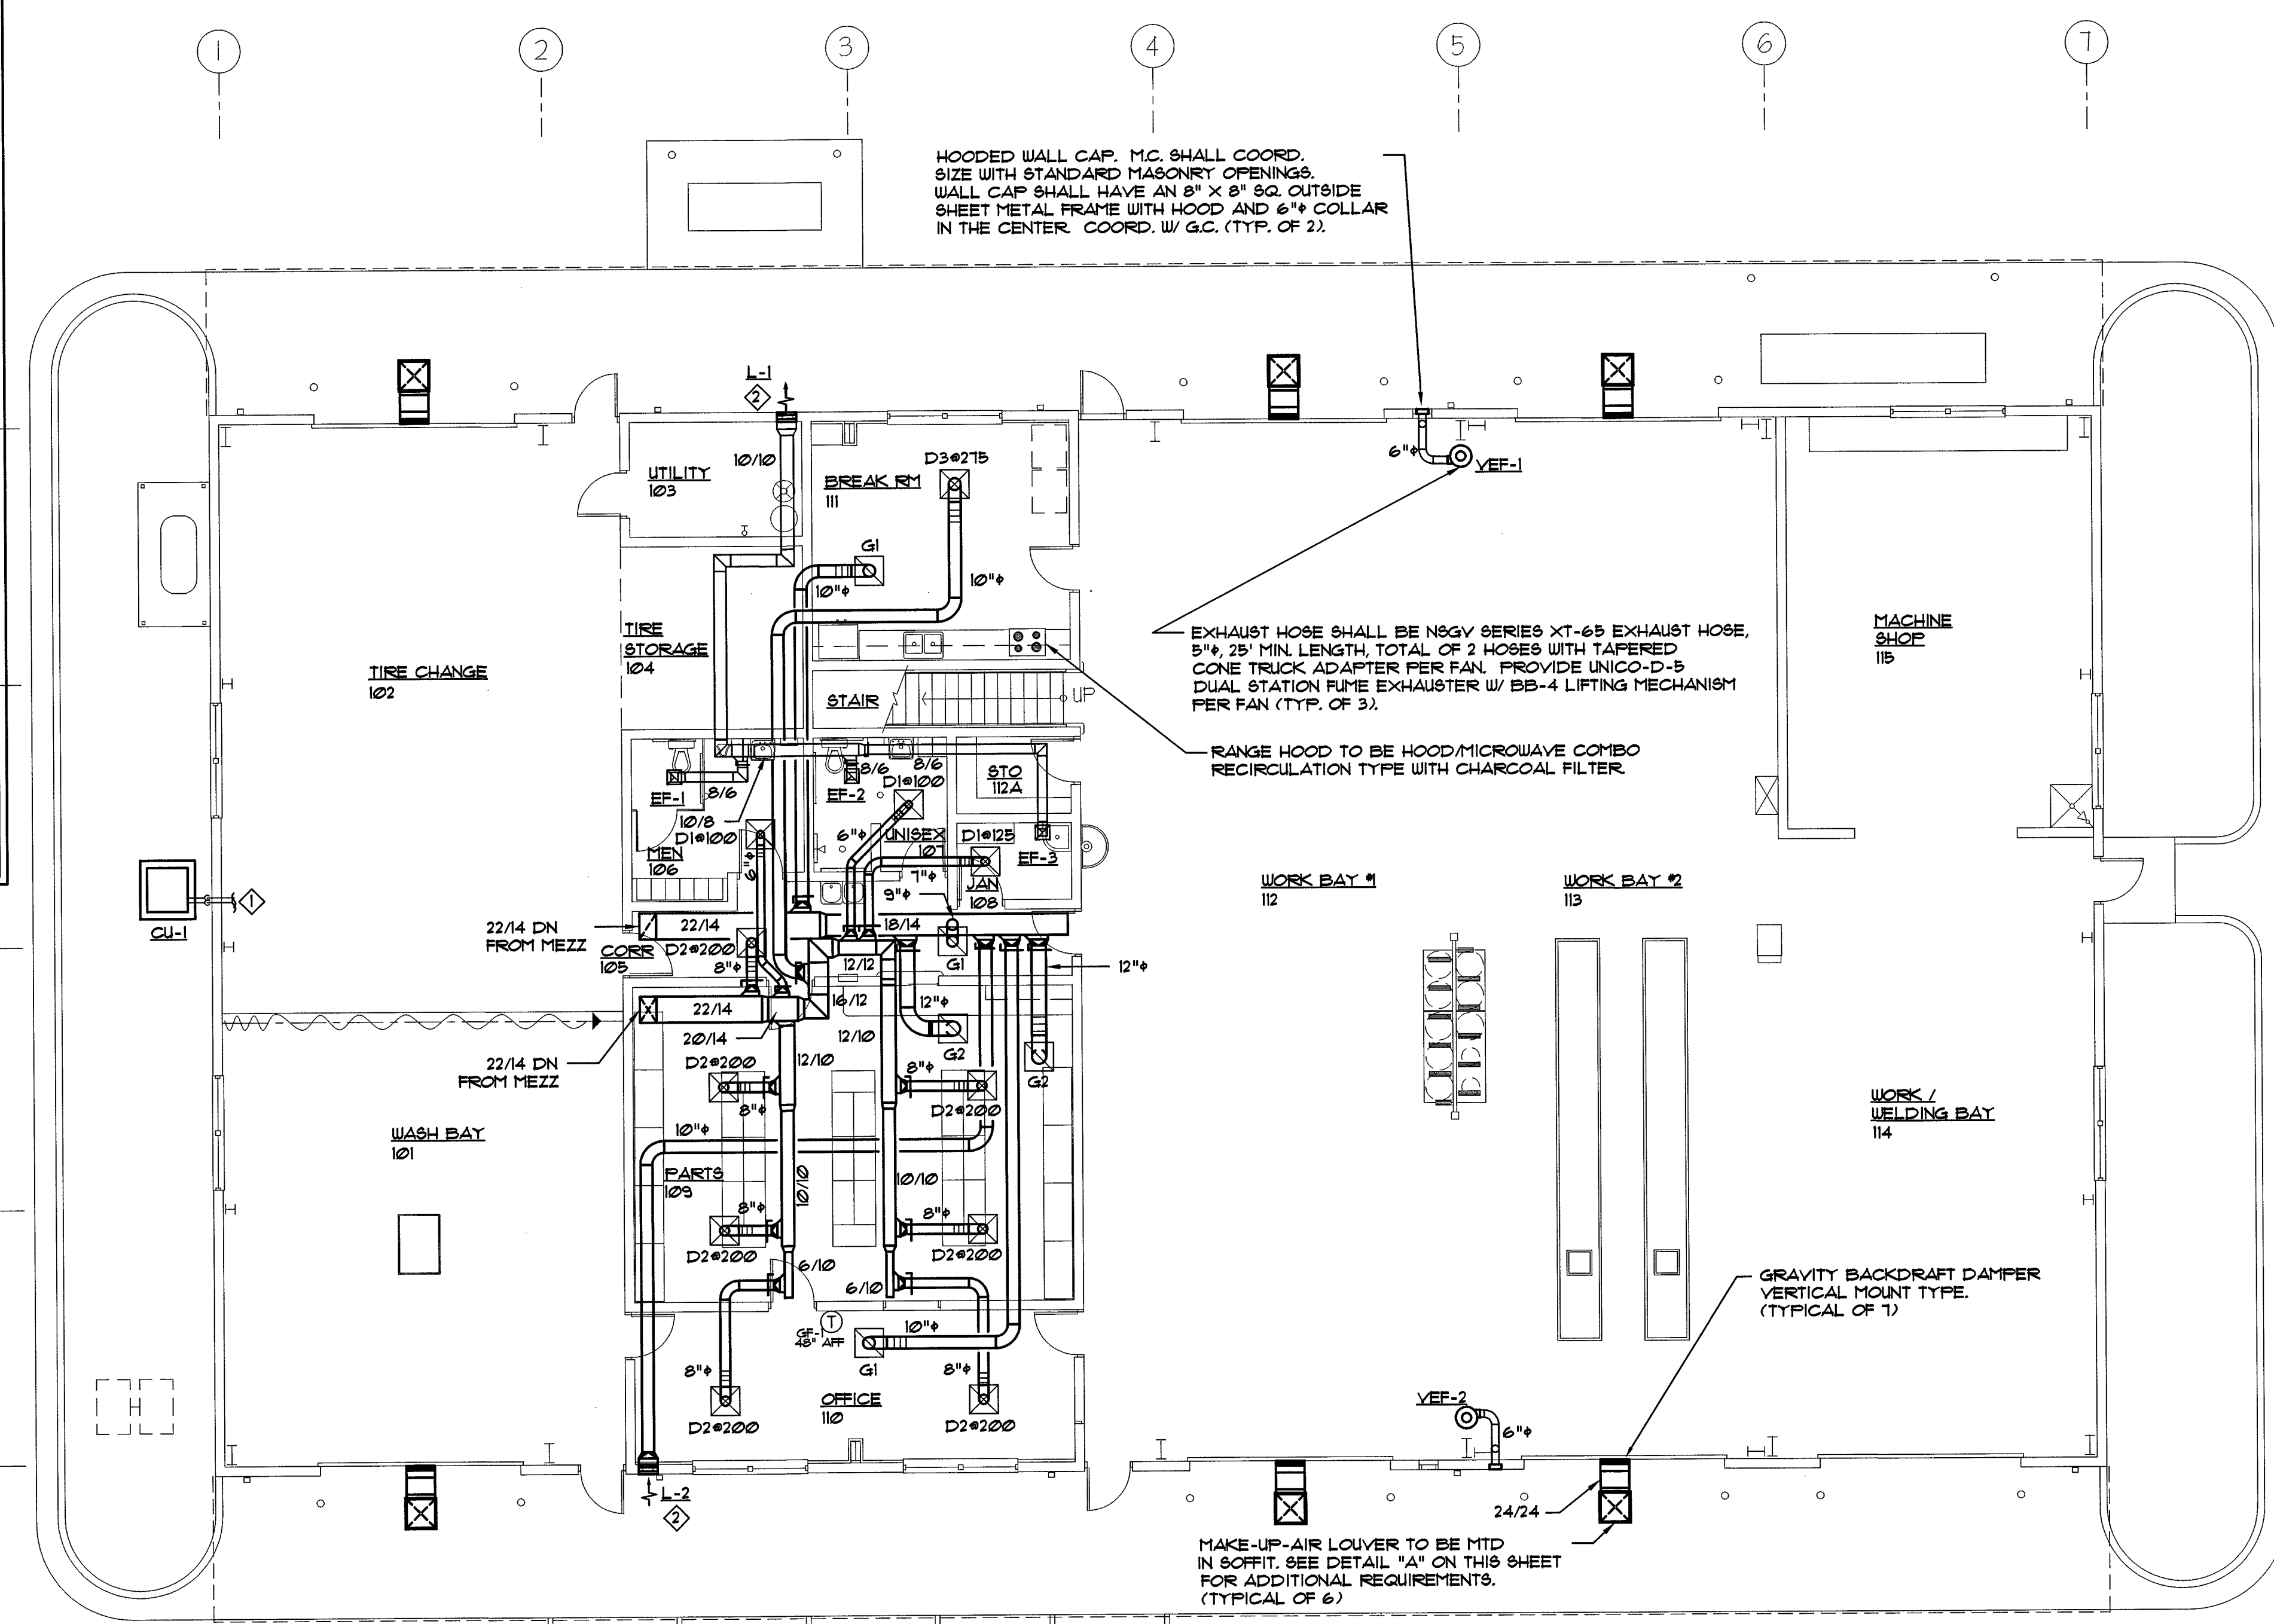 1
2
3
4
5
6
7
HOODED WALL CAP. M.C. SHALL COORD.
SIZE WITH STANDARD MASONRY OPENINGS.
WALL CAP SHALL HAVE AN 8" X 8" SQ. OUTSIDE
SHEET METAL FRAME WITH HOOD AND 6"φ COLLAR
IN THE CENTER. COORD. W/ G.C. (TYP. OF 2).
L-1
2
10/10
UTILITY
103
BREAK RM
111
D3@275
6"φ
VEF-1
G1
10"φ
10"φ
TIRE
STORAGE
104
TIRE CHANGE
102
EXHAUST HOSE SHALL BE NSGV SERIES XT-65 EXHAUST HOSE,
5"φ, 25' MIN. LENGTH, TOTAL OF 2 HOSES WITH TAPERED
CONE TRUCK ADAPTER PER FAN. PROVIDE UNICO-D-5
DUAL STATION FUME EXHAUSTER W/ BB-4 LIFTING MECHANISM
PER FAN (TYP. OF 3).
MACHINE
SHOP
115
STAIR
UP
RANGE HOOD TO BE HOOD/MICROWAVE COMBO
RECIRCULATION TYPE WITH CHARCOAL FILTER
8/6
8/6
D1@100
STO
112A
EF-1
8/6
EF-2
10/8
D1@100
6"φ
UNISEX
107
D1@125
EF-3
MEN
106
6"φ
7"φ
JAN
108
9"φ
WORK BAY #1
112
WORK BAY #2
113
CU-1
1
22/14 DN
FROM MEZZ
22/14
18/14
CORR
105
D2@200
8"φ
12/12
G1
12"φ
22/14
16/12
12"φ
20/14
12/10
12/10
G2
22/14 DN
FROM MEZZ
D2@200
8"φ
8"φ
D2@200
G2
WASH BAY
101
10"φ
WORK /
WELDING BAY
114
PARTS
109
10/10
10/10
8"φ
8"φ
D2@200
D2@200
6/10
6/10
GRAVITY BACKDRAFT DAMPER
VERTICAL MOUNT TYPE.
(TYPICAL OF 7)
T
GF-1
48" AFF
10"φ
G1
8"φ
8"φ
OFFICE
110
D2@200
D2@200
VEF-2
6"φ
L-2
2
24/24
MAKE-UP-AIR LOUVER TO BE MTD
IN SOFFIT. SEE DETAIL "A" ON THIS SHEET
FOR ADDITIONAL REQUIREMENTS.
(TYPICAL OF 6)